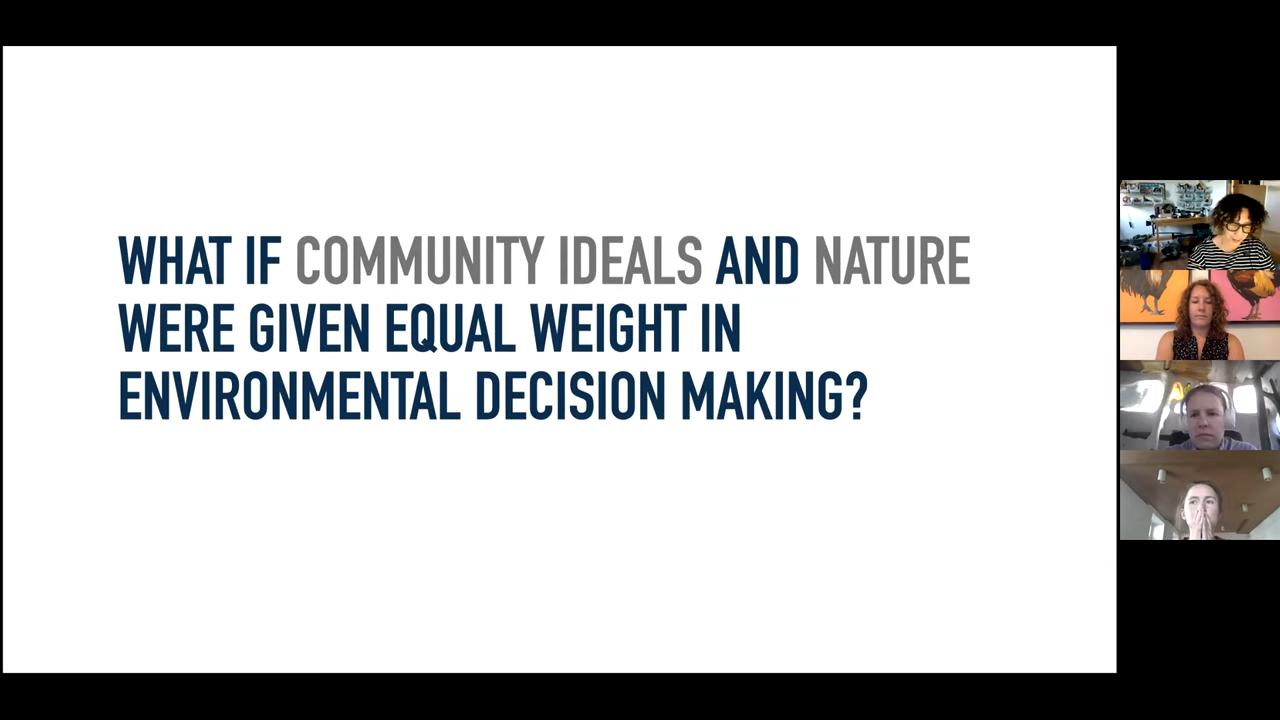 WHAT IF COMMUNITY IDEALS AND NATURE
WERE GIVEN EQUAL WEIGHT IN
ENVIRONMENTAL DECISION MAKING?